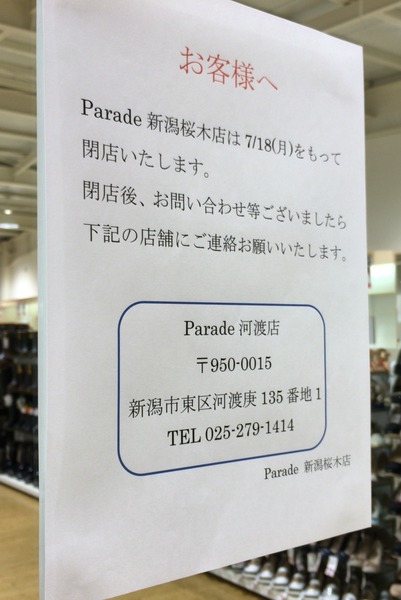 お客様へ
Parade 新潟桜木店は 7/18(月)をもって
閉店いたします。
閉店後、お問い合わせ等ございましたら
下記の店舗にご連絡お願いいたします。
Parade 河渡店
〒950-0015
新潟市東区河渡庚 135 番地 1
TEL 025-279-1414
Parade 新潟桜木店